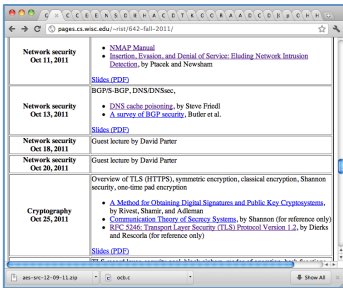 pages.cs.wisc.edu/~rist/642-fall-2011/
Network security
Oct 11, 2011
NMAP Manual
Insertion, Evasion, and Denial of Service: Eluding Network Intrusion
Detection, by Ptacek and Newsham
Slides (PDF)
Network security
Oct 13, 2011
BGP/S-BGP, DNS/DNSsec,
DNS cache poisoning, by Steve Friedl
A survey of BGP security, Butler et al.
Slides (PDF)
Network security
Oct 18, 2011
Guest lecture by David Parter
Network security
Oct 20, 2011
Guest lecture by David Parter
Cryptography
Oct 25, 2011
Overview of TLS (HTTPS), symmetric encryption, classical encryption, Shannon
security, one-time pad encryption
A Method for Obtaining Digital Signatures and Public Key Cryptosystems,
by Rivest, Shamir, and Adleman
Communication Theory of Secrecy Systems, by Shannon (for reference only)
RFC 5246: Transport Layer Security (TLS) Protocol Version 1.2, by Dierks
and Rescorla (for reference only)
Slides (PDF)
aes-src-12-09-11.zip
ocb.c
Show All